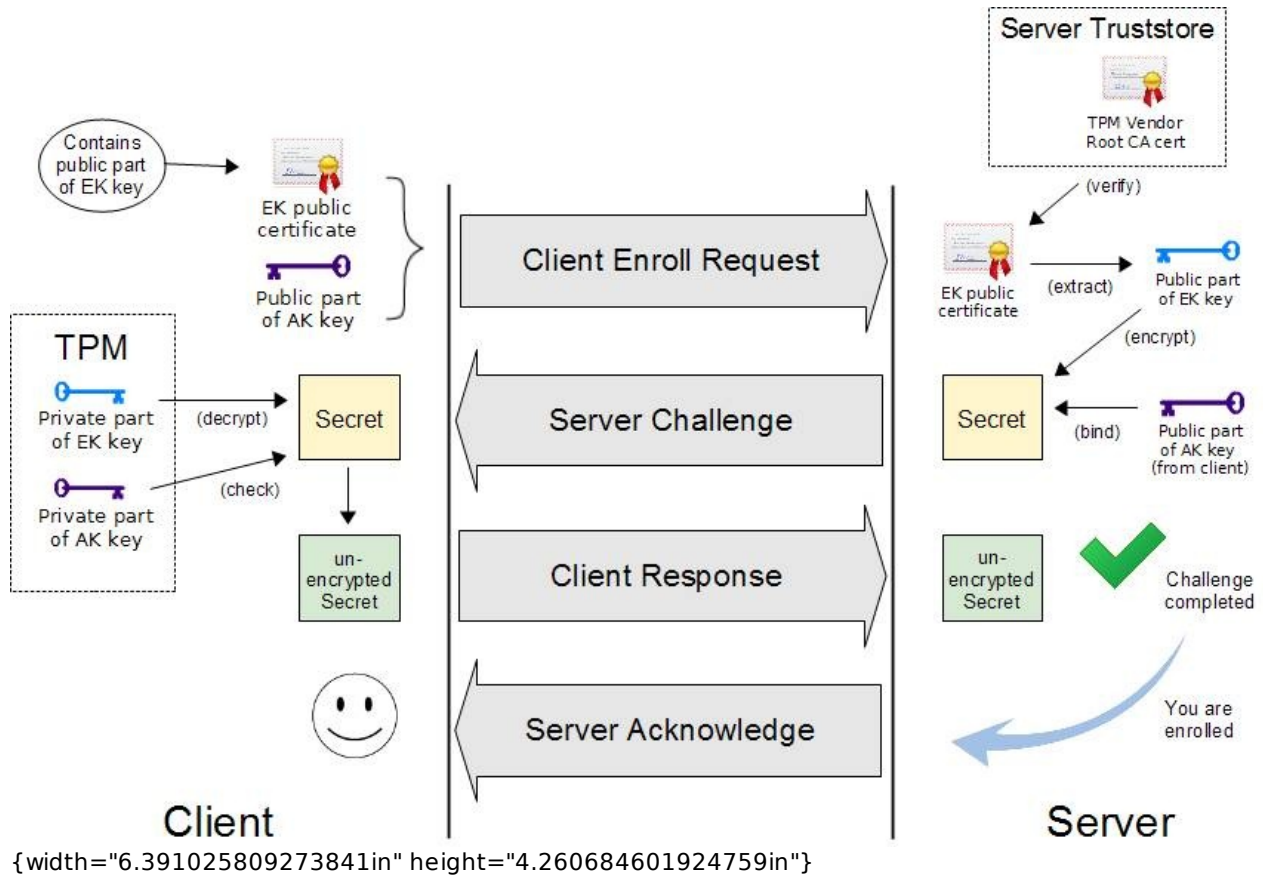 Server Truststore
TPM Vendor
Root CA cert
(verify)
Contains
public part
of EK key
EK public
certificate
Public part
of AK key
Client Enroll Request
EK public
certificate
(extract)
Public part
of EK key
(encrypt)
TPM
Private part
of EK key
(decrypt)
Secret
Private part
of AK key
(check)
Server Challenge
Secret
(bind)
Public part
of AK key
(from client)
un-
encrypted
Secret
Client Response
un-
encrypted
Secret
Challenge
completed
Server Acknowledge
You are
enrolled
Client
Server
{width="6.391025809273841in" height="4.260684601924759in"}